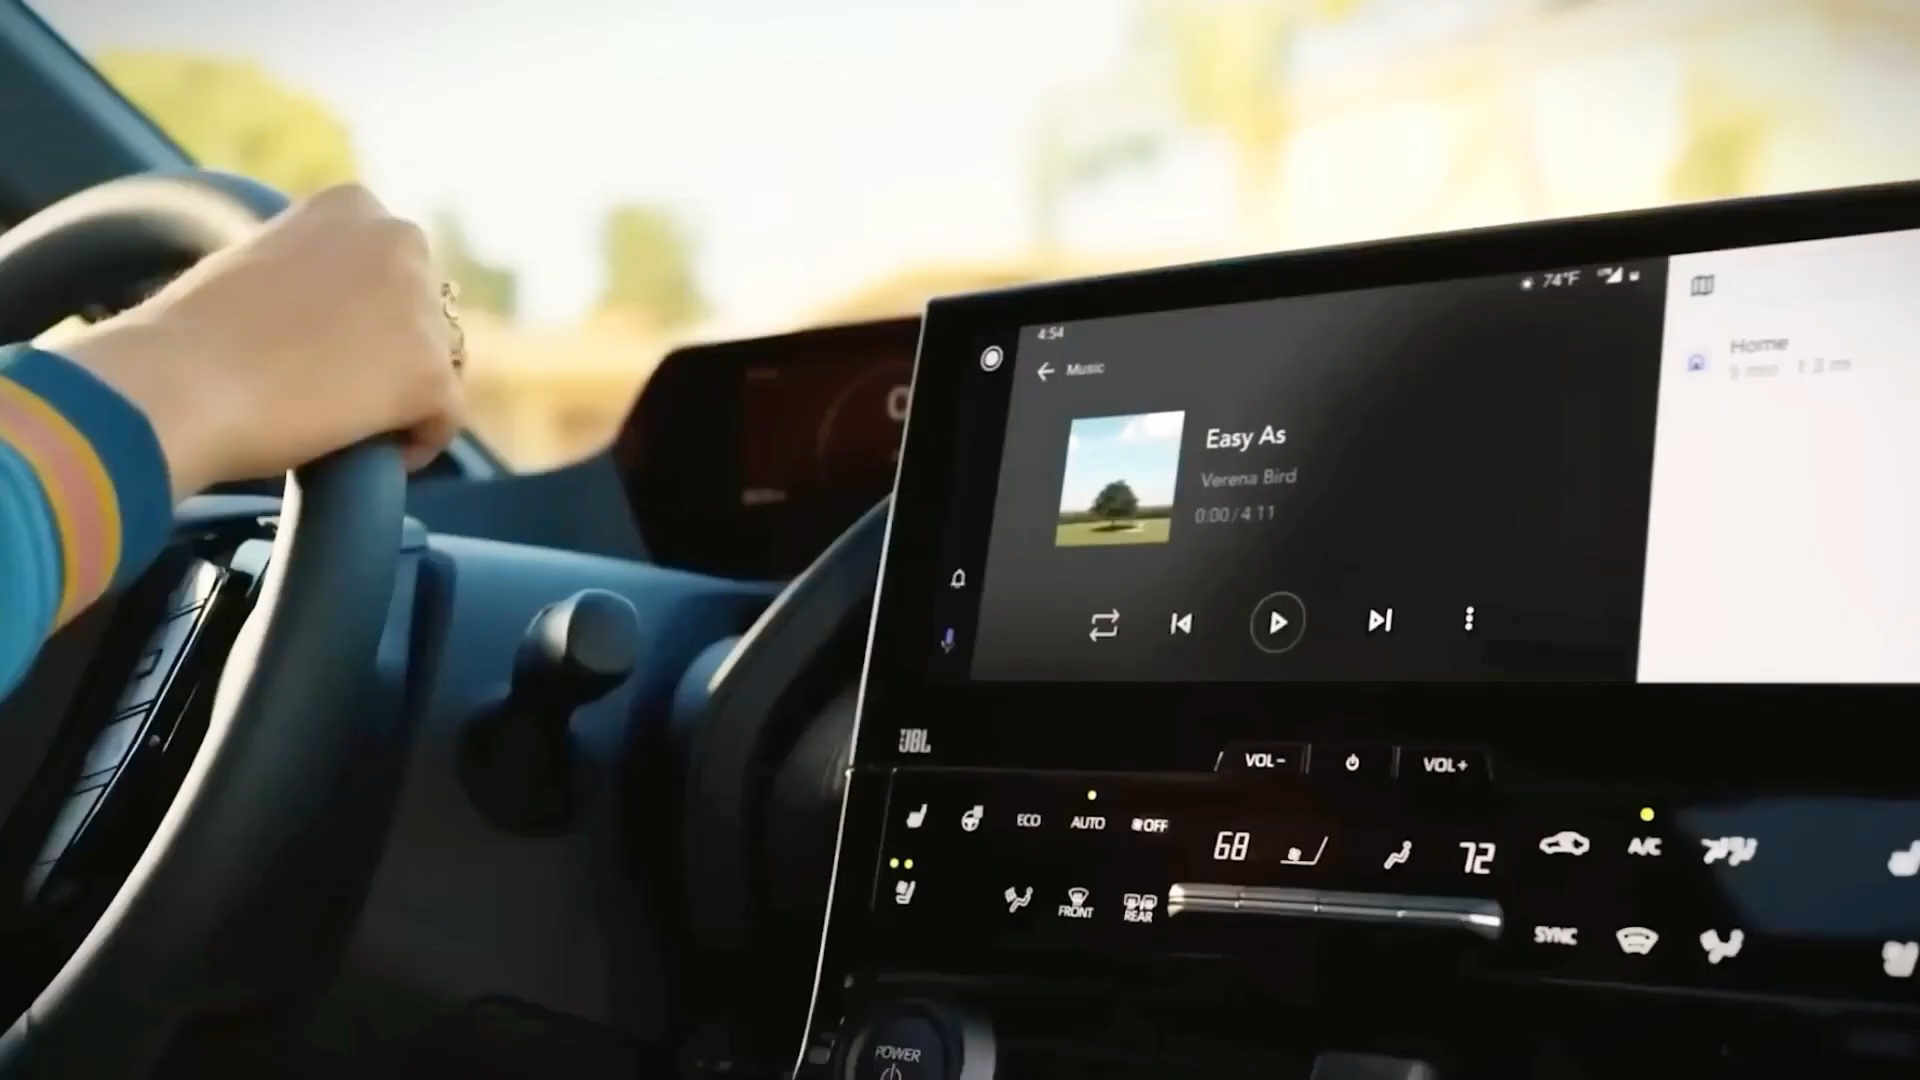 4:54
74°F
Music
Home
Easy As
Verena Bird
0:00/4 11
JBL
VOL-
VOL+
ECO
AUTO
OFF
68
72
A/C
FRONT
REAR
SYNC
POWER